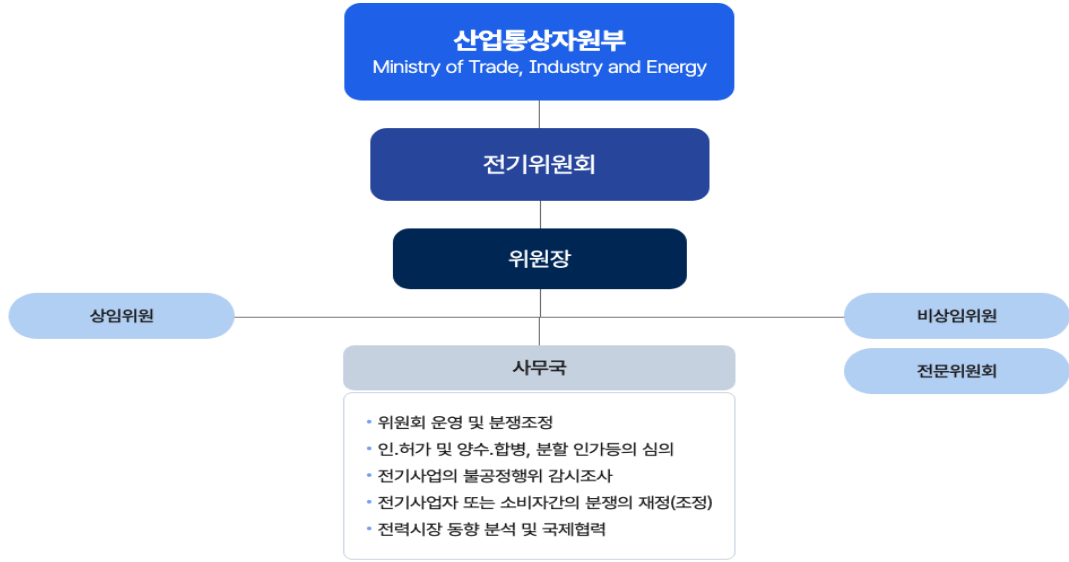 산업통상자원부
Ministry of Trade, Industry and Energy
전기위원회
위원장
상임위원
비상임위원
전문위원회
사무국
• 위원회 운영 및 분쟁조정
• 인.허가 및 양수.합병, 분할 인가등의 심의
• 전기사업의 불공정행위 감시조사
• 전기사업자 또는 소비자간의 분쟁의 재정(조정)
• 전력시장 동향 분석 및 국제협력